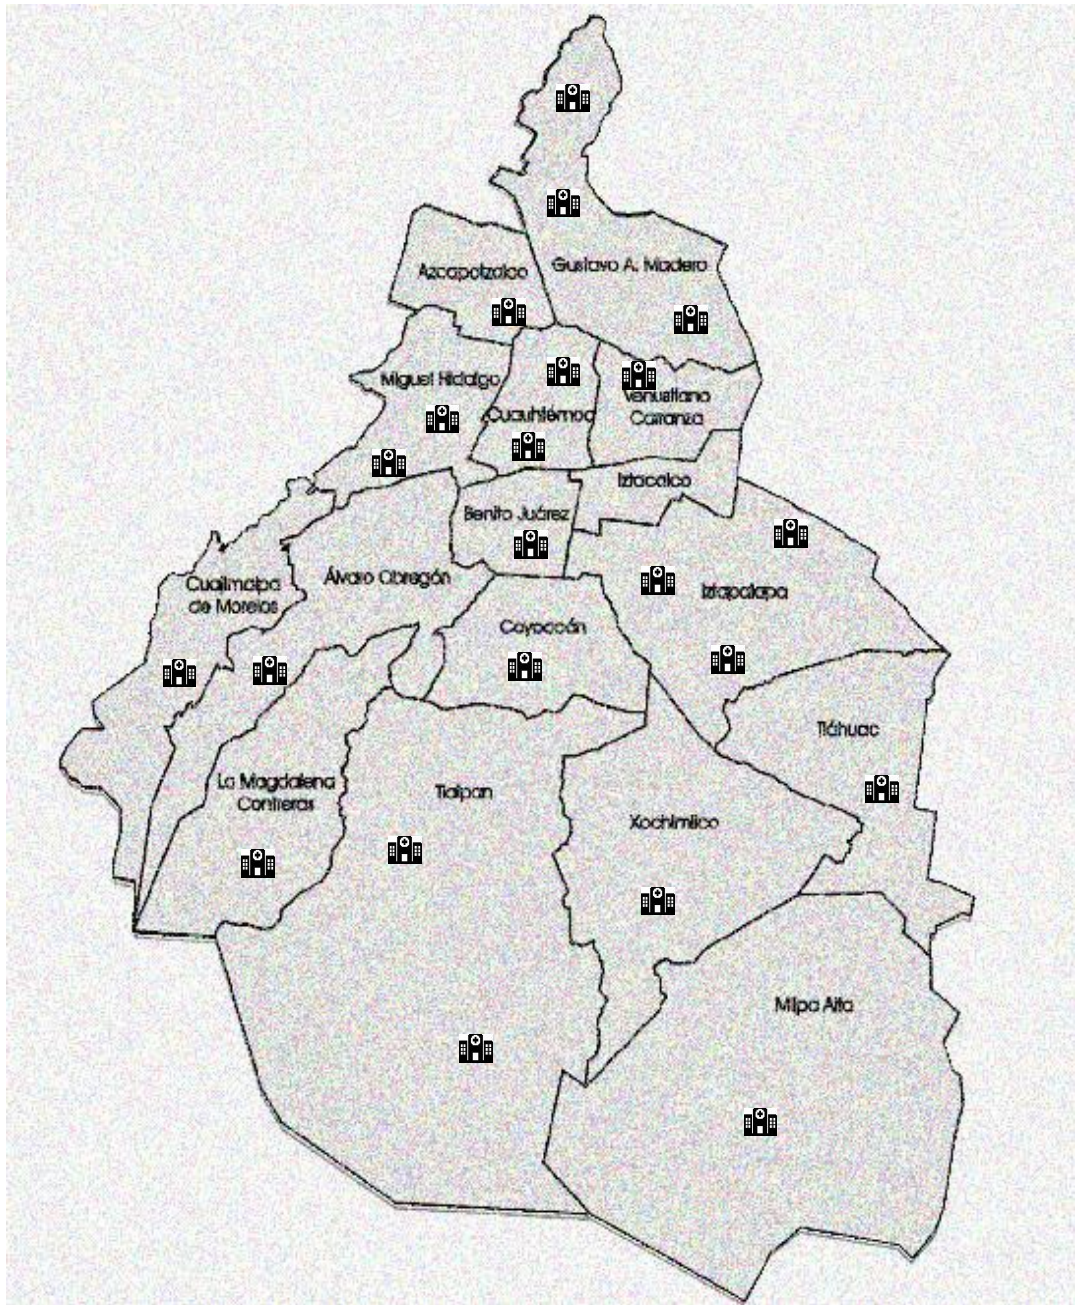 Azcapotzalco
Gustavo A. Madero
Miguel Hidalgo
Cuauhtémoc
Venustiano
Carranza
Iztacalco
Benito Juárez
Cuajimalpa
de Morelos
Álvaro Obregón
Iztapalapa
Coyoacán
Tláhuac
La Magdalena
Contreras
Tlalpan
Xochimilco
Milpa Alta